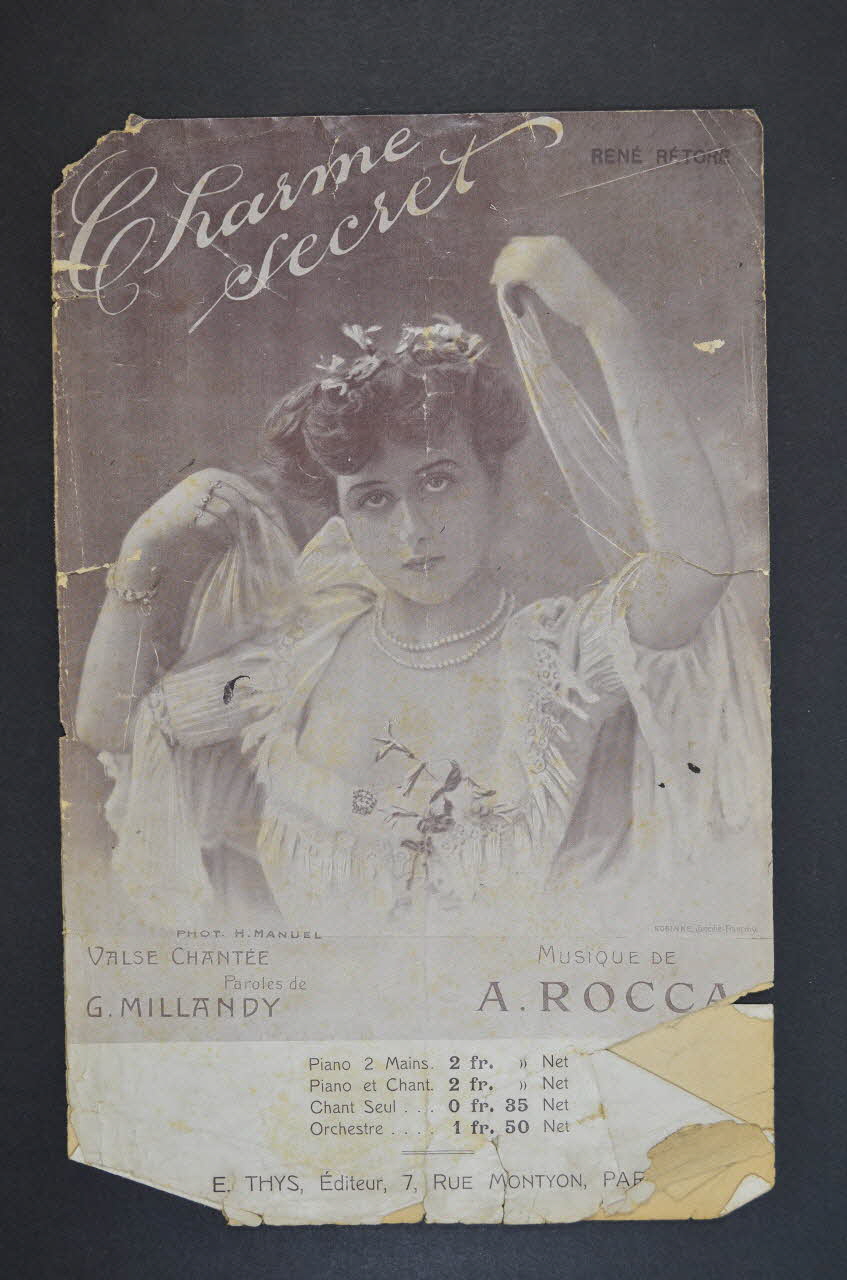 Charme
secret
RENÉ RÉTORÉ
PHOT. H. MANUEL
VALSE CHANTÉE
Paroles de
G. MILLANDY
MUSIQUE DE
A. ROCCA
Piano 2 Mains. 2 fr. » Net
Piano et Chant. 2 fr. » Net
Chant Seul . . . 0 fr. 35 Net
Orchestre . . . . 1 fr. 50 Net
E. THYS, Éditeur, 7, RUE MONTYON, PAR